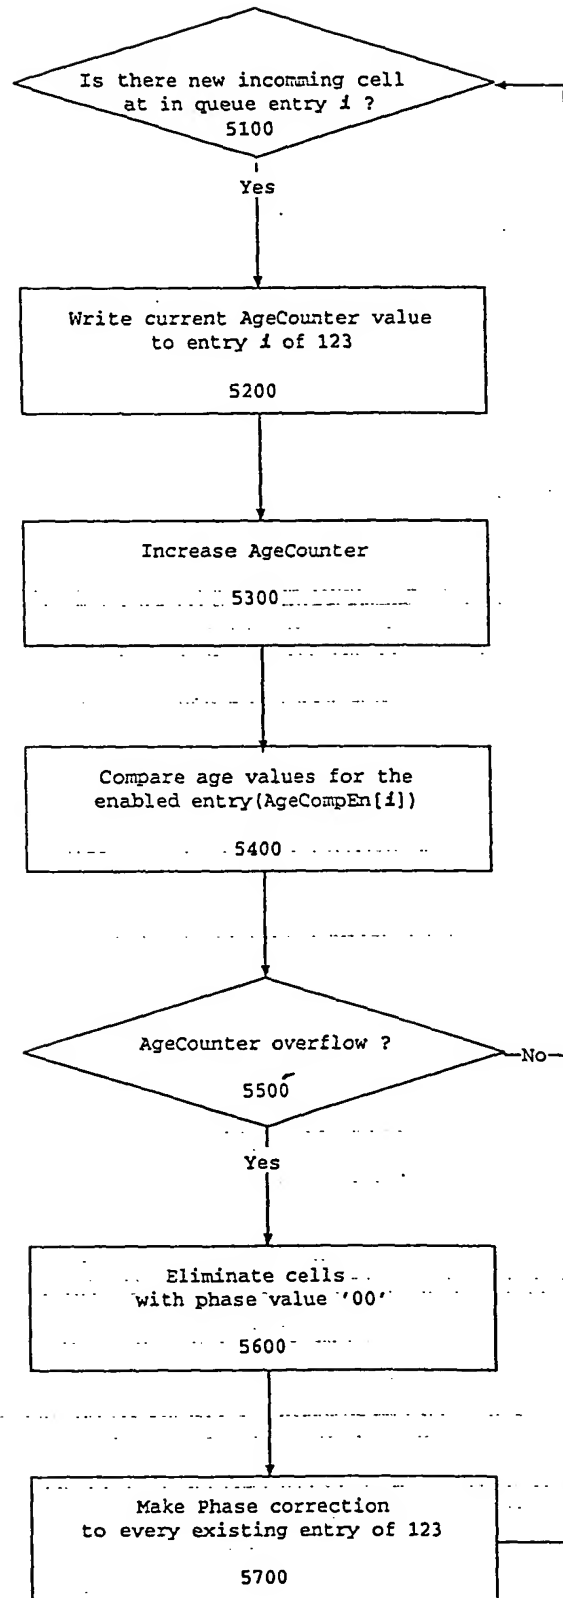 Is there new incomming cell
at in queue entry i ?
5100
Yes
Write current AgeCounter value
to entry i of 123
5200
Increase AgeCounter
5300
Compare age values for the
enabled entry(AgeCompEn[i])
5400
AgeCounter overflow ?
No
5500
Yes
Eliminate cells
with phase value '00'
5600
Make Phase correction
to every existing entry of 123
5700